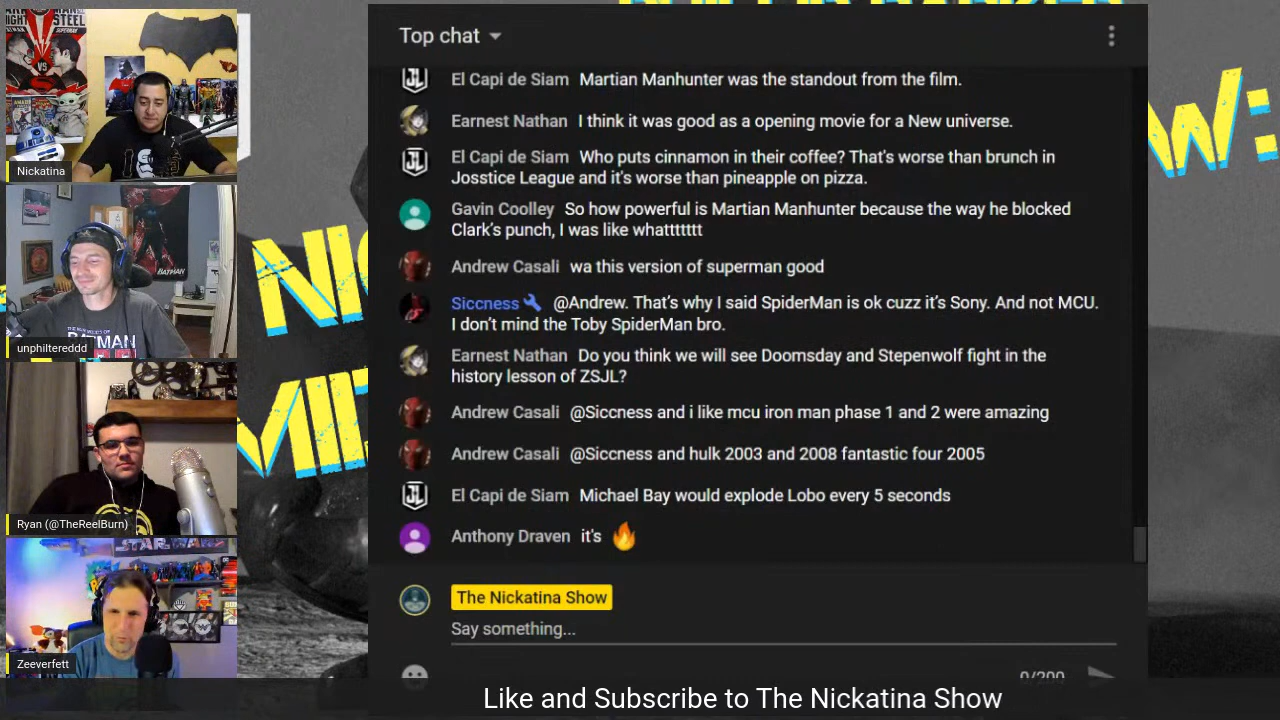 Top chat
El Capi de Siam Martian Manhunter was the standout from the film.
Earnest Nathan I think it was good as a opening movie for a New universe.
El Capi de Siam Who puts cinnamon in their coffee? That's worse than brunch in
Josstice League and it's worse than pineapple on pizza.
Gavin Coolley So how powerful is Martian Manhunter because the way he blocked
Clark's punch, I was like whattttttt
Andrew Casali wa this version of superman good
Siccness @Andrew. That's why I said SpiderMan is ok cuzz it's Sony. And not MCU.
I don't mind the Toby SpiderMan bro.
Earnest Nathan Do you think we will see Doomsday and Stepenwolf fight in the
history lesson of ZSJL?
Andrew Casali @Siccness and i like mcu iron man phase 1 and 2 were amazing
Andrew Casali @Siccness and hulk 2003 and 2008 fantastic four 2005
El Capi de Siam Michael Bay would explode Lobo every 5 seconds
Anthony Draven it's
The Nickatina Show
Say something...
0/200
Like and Subscribe to The Nickatina Show
Nickatina
unphiltereddd
Ryan (@TheReelBurn)
Zeeverfett
STEEL
VS
BATMAN
BATMAN
STAR WAR